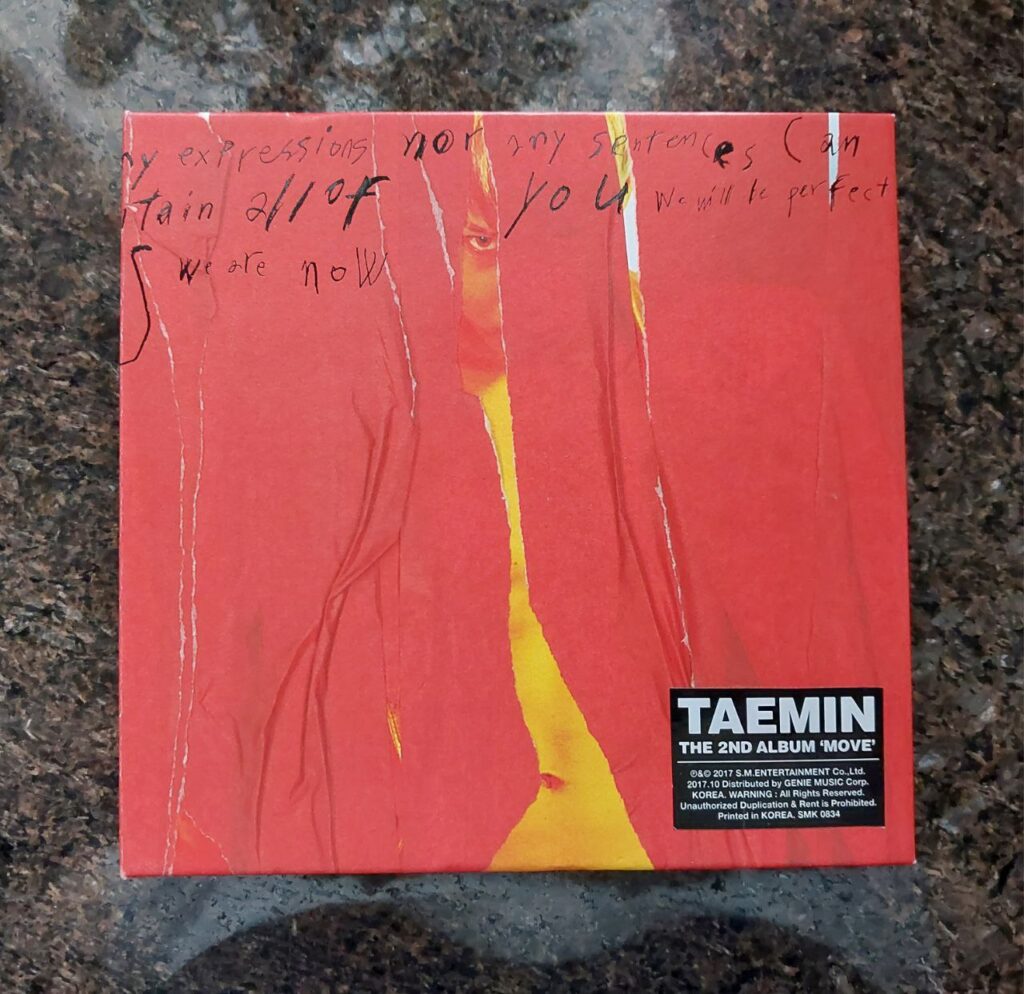 ny expressions nor any sentences Can
ntain all of you We will be perfect
we are now
TAEMIN
THE 2ND ALBUM ‘MOVE’
℗&© 2017 S.M.ENTERTAINMENT Co.,Ltd.
2017.10 Distributed by GENIE MUSIC Corp.
KOREA. WARNING : All Rights Reserved.
Unauthorized Duplication & Rent is Prohibited.
Printed in KOREA. SMK 0834